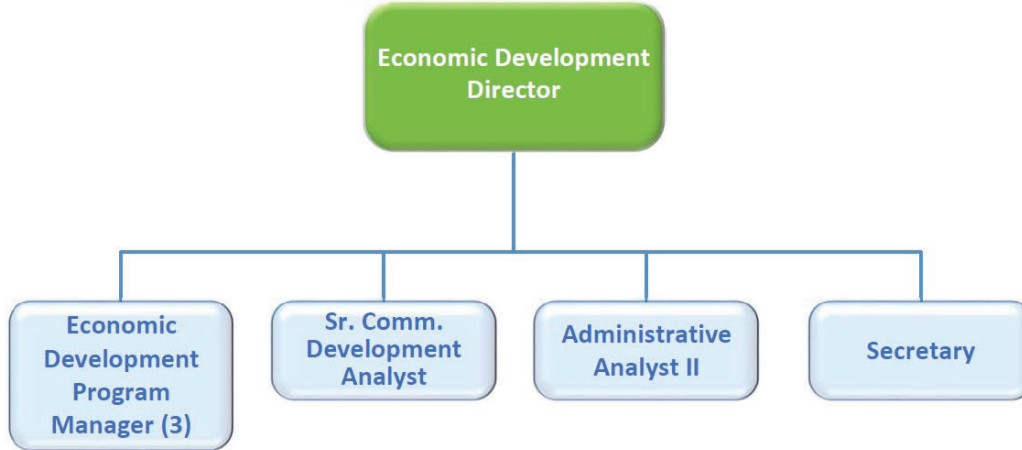 Economic Development
Director
Economic
Development
Program
Manager (3)
Sr. Comm.
Development
Analyst
Administrative
Analyst II
Secretary